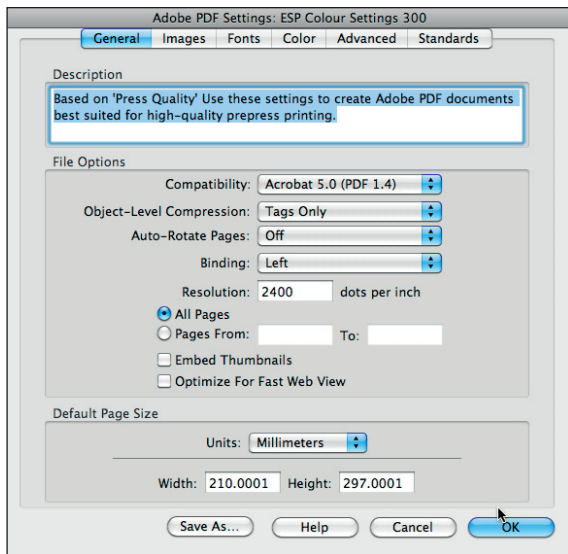 Adobe PDF Settings: ESP Colour Settings 300
General Images Fonts Color Advanced Standards
Description
Based on 'Press Quality' Use these settings to create Adobe PDF documents
best suited for high-quality prepress printing.
File Options
Compatibility: Acrobat 5.0 (PDF 1.4)
Object-Level Compression: Tags Only
Auto-Rotate Pages: Off
Binding: Left
Resolution: 2400 dots per inch
All Pages
Pages From: To:
Embed Thumbnails
Optimize For Fast Web View
Default Page Size
Units: Millimeters
Width: 210.0001 Height: 297.0001
Save As... Help Cancel OK